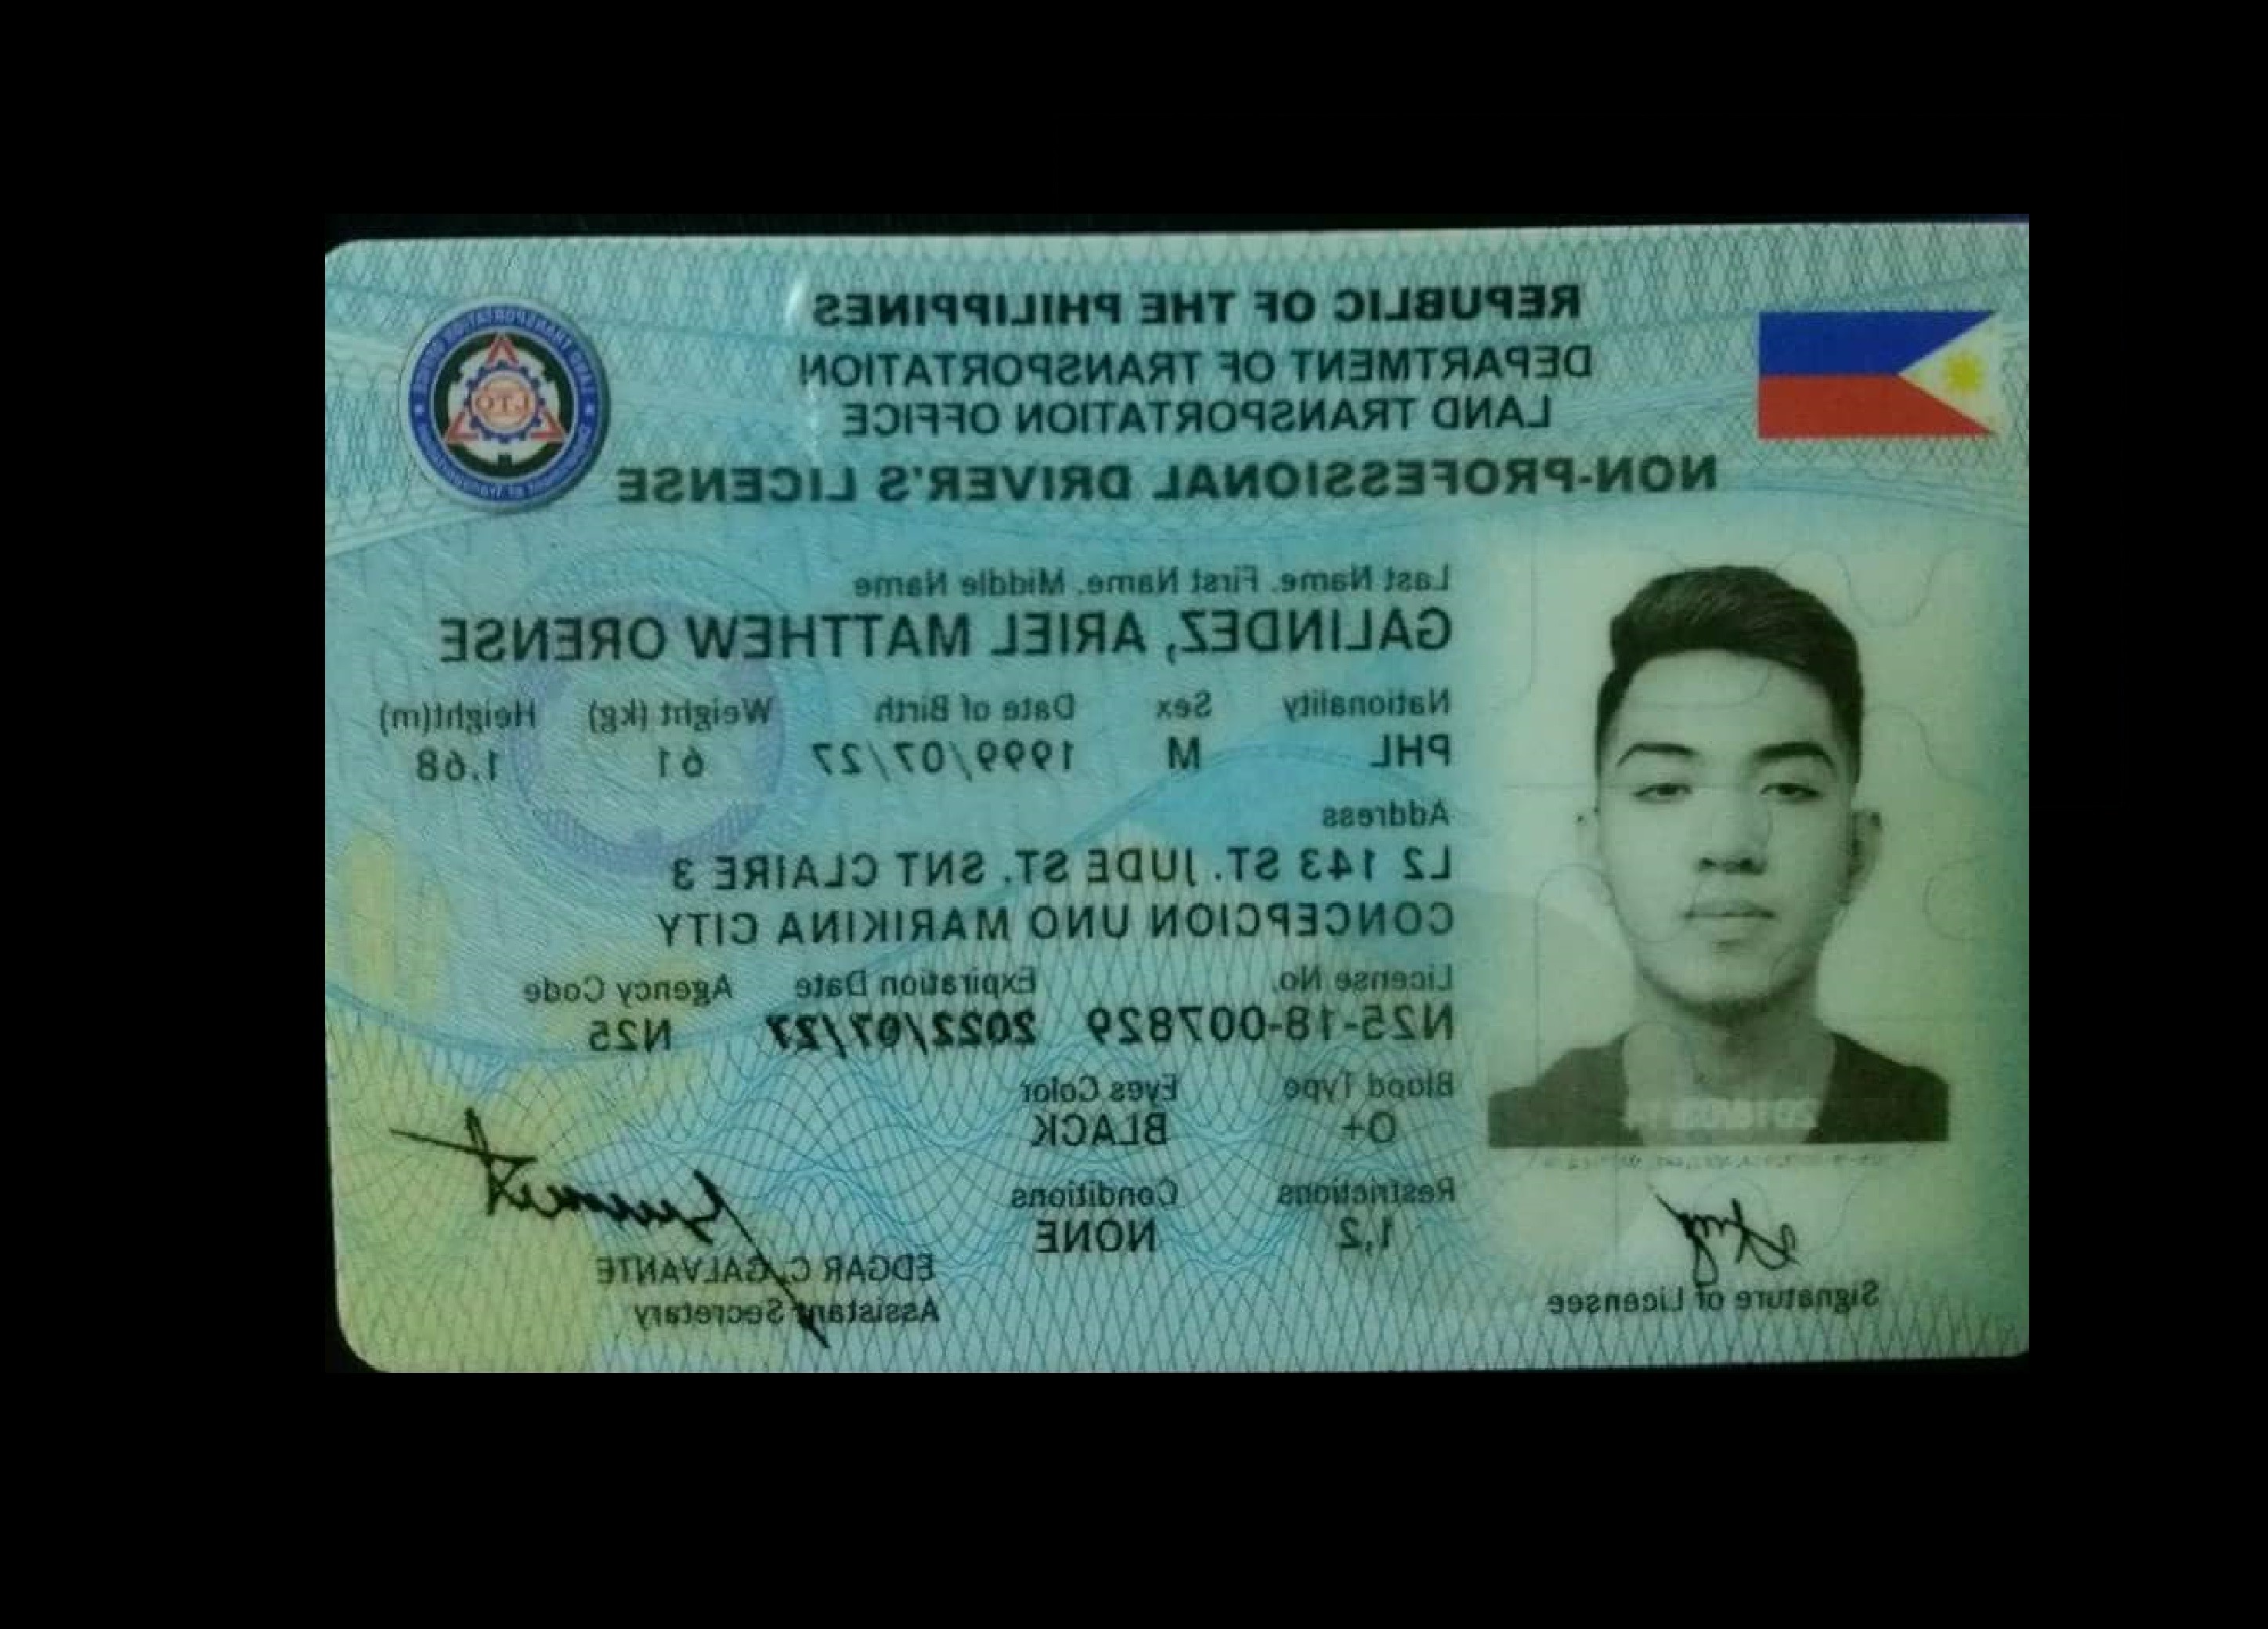 REPUBLIC OF THE PHILIPPINES
DEPARTMENT OF TRANSPORTATION
LAND TRANSPORTATION OFFICE
NON-PROFESSIONAL DRIVER'S LICENSE
LTO
Last Name. First Name. Middle Name
GALINDEZ, ARIEL MATTHEW ORENSE
Nationality Sex Date of Birth Weight (kg) Height(m)
PHL M 1999/07/27 61 1.68
Address
L2 143 ST. JUDE ST. SNT CLAIRE 3
CONCEPCION UNO MARIKINA CITY
License No. Expiration Date Agency Code
N25-18-007829 2022/07/27 N25
Blood Type Eyes Color
O+ BLACK
Restrictions Conditions
1,2 NONE
EDGAR C. GALVANTE
Assistant Secretary
Signature of Licensee